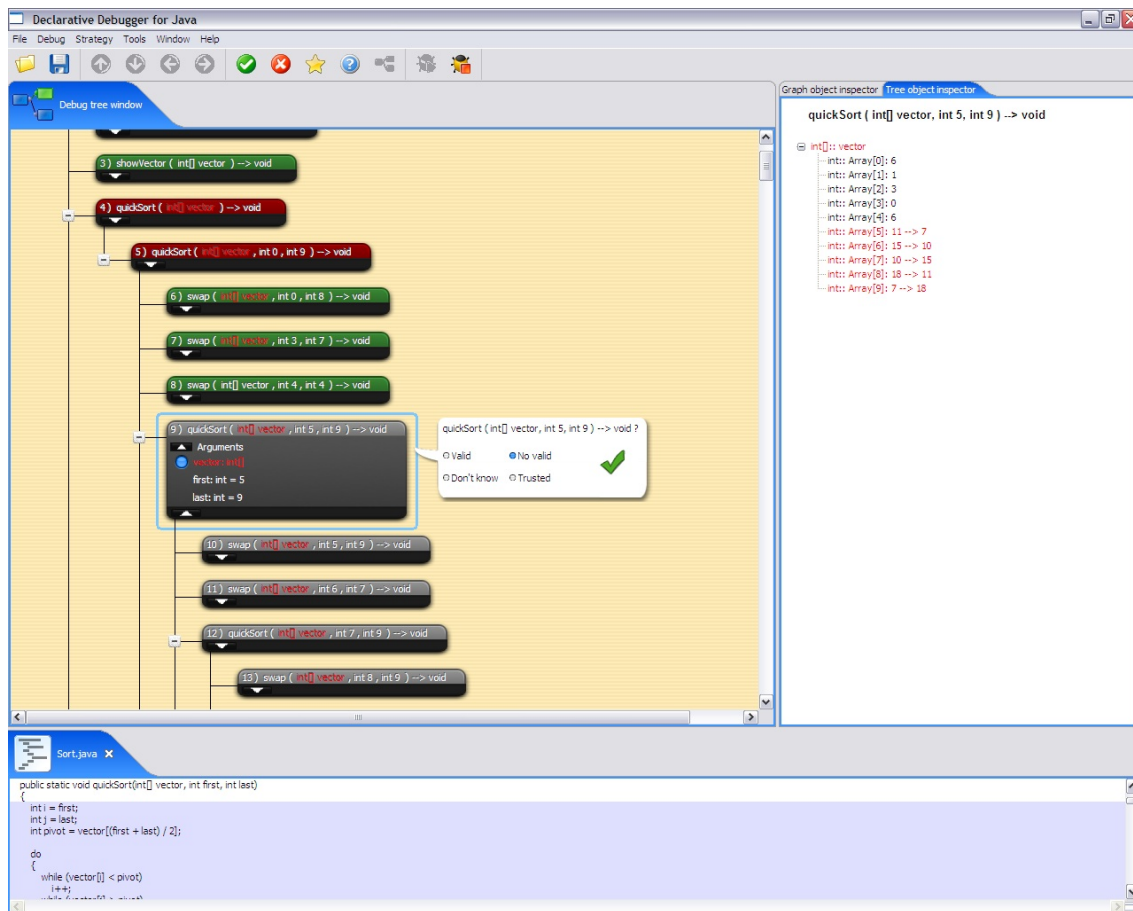 Declarative Debugger for Java
File Debug Strategy Tools Window Help
Debug tree window
3 ) showVector ( int[] vector ) --> void
4 ) quickSort ( int[] vector ) --> void
5 ) quickSort ( int[] vector , int 0 , int 9 ) --> void
6 ) swap ( int[] vector , int 0 , int 8 ) --> void
7 ) swap ( int[] vector , int 3 , int 7 ) --> void
8 ) swap ( int[] vector , int 4 , int 4 ) --> void
9 ) quickSort ( int[] vector , int 5 , int 9 ) --> void
Arguments
vector: int[]
first: int = 5
last: int = 9
quickSort ( int[] vector, int 5, int 9 ) --> void ?
Valid No valid
Don't know Trusted
10 ) swap ( int[] vector , int 5 , int 9 ) --> void
11 ) swap ( int[] vector , int 6 , int 7 ) --> void
12 ) quickSort ( int[] vector , int 7 , int 9 ) --> void
13 ) swap ( int[] vector , int 8 , int 9 ) --> void
Graph object inspector Tree object inspector
quickSort ( int[] vector, int 5, int 9 ) --> void
int[]:: vector
int:: Array[0]: 6
int:: Array[1]: 1
int:: Array[2]: 3
int:: Array[3]: 0
int:: Array[4]: 6
int:: Array[5]: 11 --> 7
int:: Array[6]: 15 --> 10
int:: Array[7]: 10 --> 15
int:: Array[8]: 18 --> 11
int:: Array[9]: 7 --> 18
Sort.java
public static void quickSort(int[] vector, int first, int last)
{
int i = first;
int j = last;
int pivot = vector[(first + last) / 2];
do
{
while (vector[i] < pivot)
i++;
while (vector[j] > pivot)